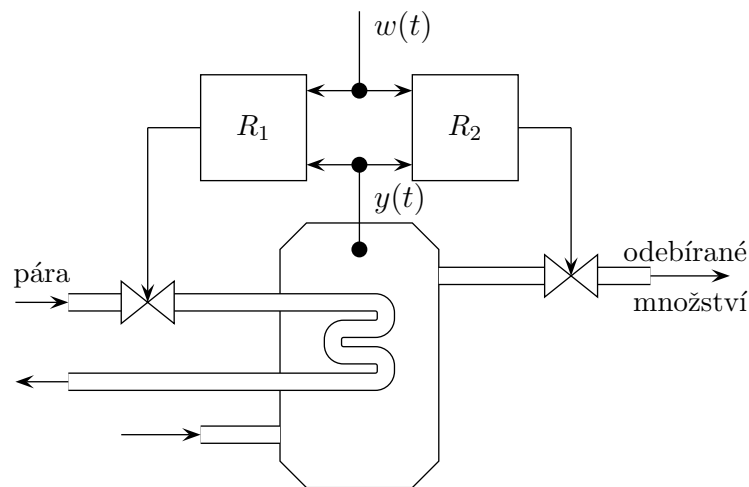 w(t)
R₁
R₂
y(t)
pára
odebírané
množství